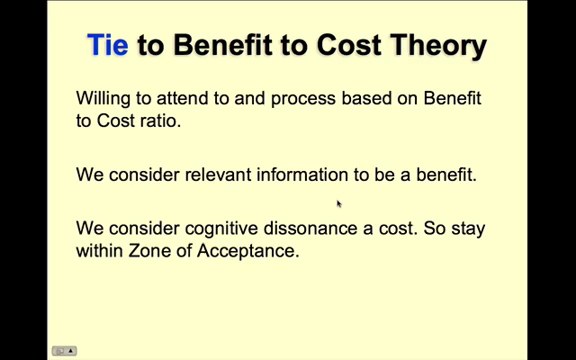 Tie to Benefit to Cost Theory
Willing to attend to and process based on Benefit
to Cost ratio.
We consider relevant information to be a benefit.
We consider cognitive dissonance a cost. So stay
within Zone of Acceptance.